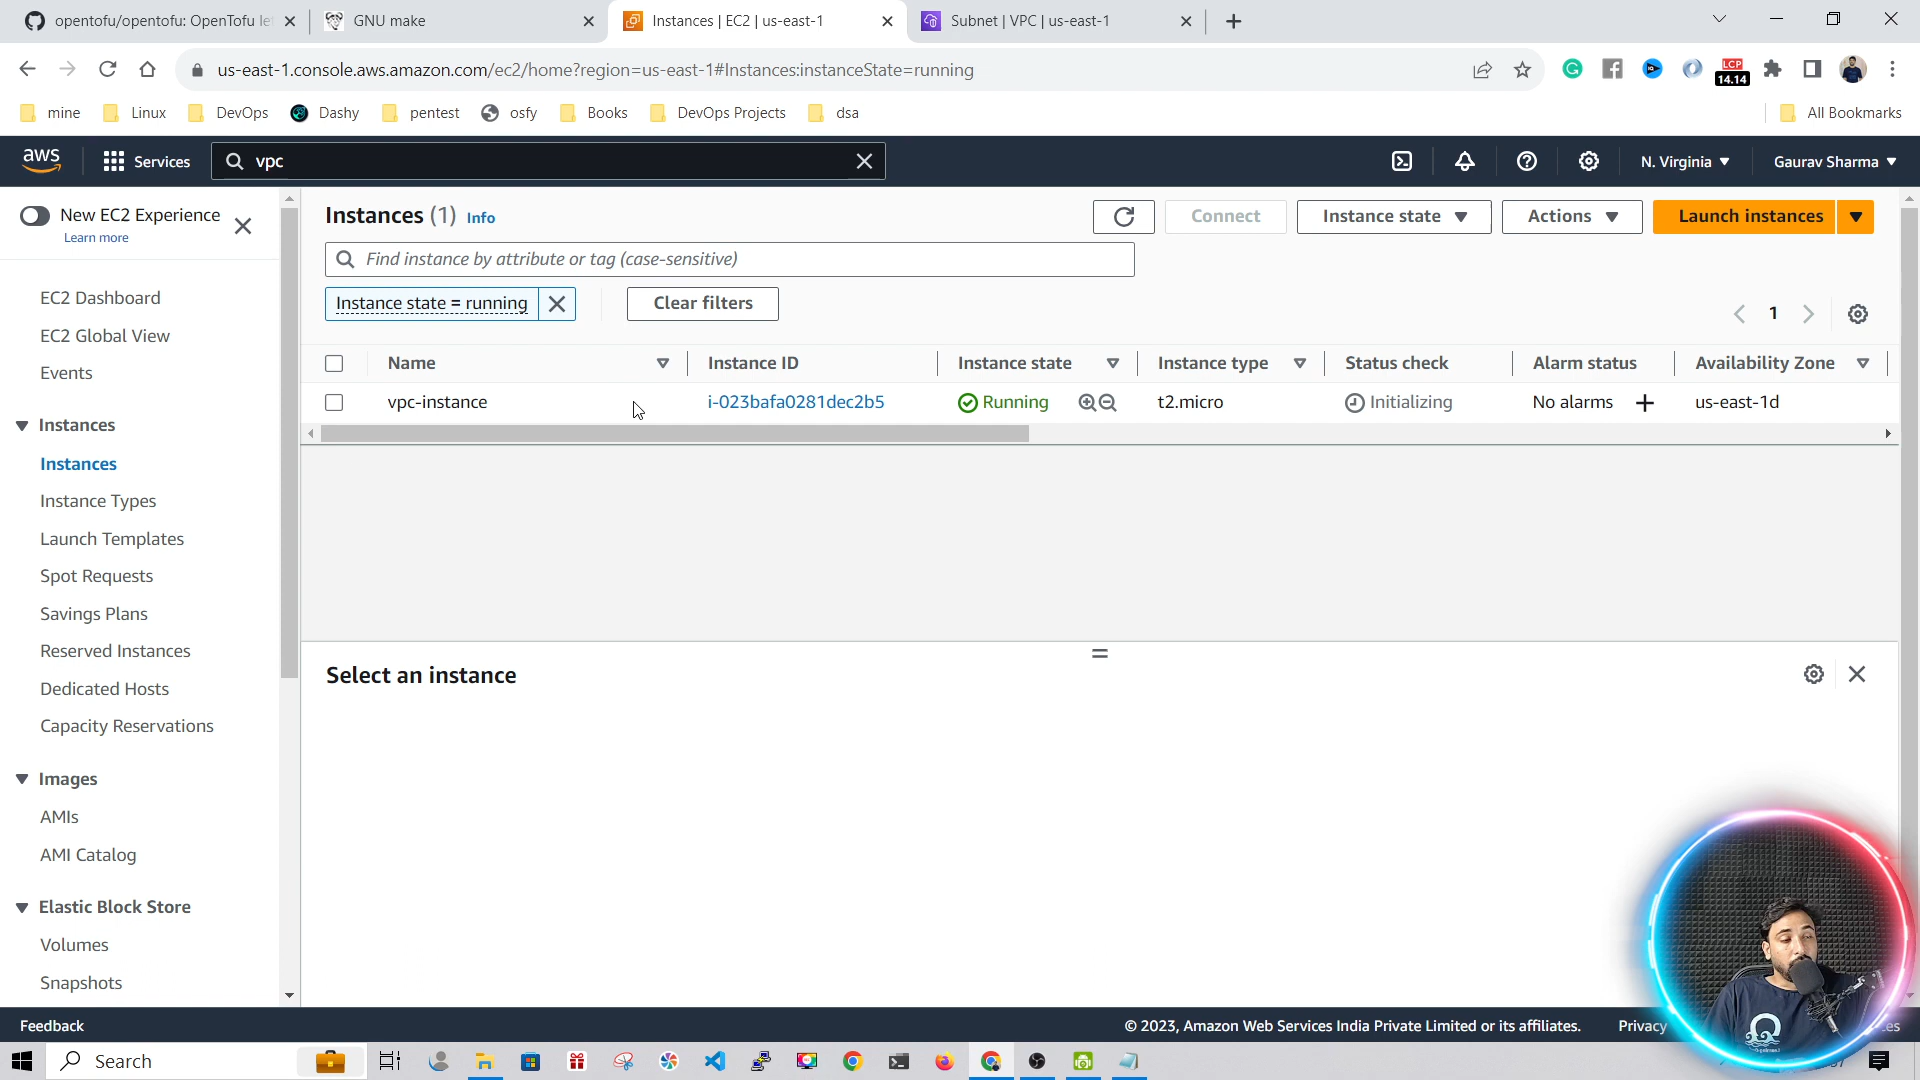 opentofu/opentofu: OpenTofu let
GNU make
Instances | EC2 | us-east-1
Subnet | VPC | us-east-1
us-east-1.console.aws.amazon.com/ec2/home?region=us-east-1#Instances:instanceState=running
LCP
14.14
mine
Linux
DevOps
Dashy
pentest
osfy
Books
DevOps Projects
dsa
All Bookmarks
aws
Services
vpc
N. Virginia
Gaurav Sharma
New EC2 Experience
Learn more
EC2 Dashboard
EC2 Global View
Events
Instances
Instances
Instance Types
Launch Templates
Spot Requests
Savings Plans
Reserved Instances
Dedicated Hosts
Capacity Reservations
Images
AMIs
AMI Catalog
Elastic Block Store
Volumes
Snapshots
Instances (1) Info
Connect
Instance state
Actions
Launch instances
Find instance by attribute or tag (case-sensitive)
Instance state = running
Clear filters
1
Name Instance ID Instance state Instance type Status check Alarm status Availability Zone
vpc-instance i-023bafa0281dec2b5 Running t2.micro Initializing No alarms + us-east-1d
Select an instance
Feedback
© 2023, Amazon Web Services India Private Limited or its affiliates.
Privacy
Search